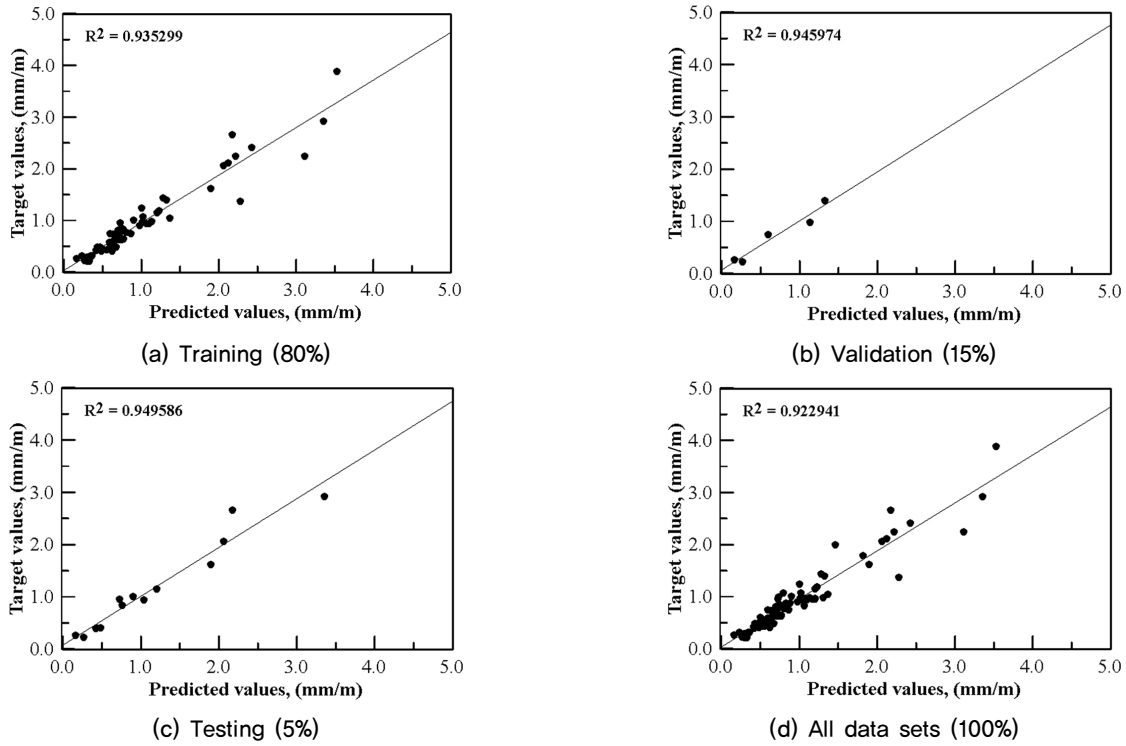 5.0
4.0
3.0
2.0
1.0
0.0
Target values, (mm/m)
R2 = 0.935299
0.0 1.0 2.0 3.0 4.0 5.0
Predicted values, (mm/m)
(a) Training (80%)
5.0
4.0
3.0
2.0
1.0
0.0
Target values, (mm/m)
R2 = 0.945974
0.0 1.0 2.0 3.0 4.0 5.0
Predicted values, (mm/m)
(b) Validation (15%)
5.0
4.0
3.0
2.0
1.0
0.0
Target values, (mm/m)
R2 = 0.949586
0.0 1.0 2.0 3.0 4.0 5.0
Predicted values, (mm/m)
(c) Testing (5%)
5.0
4.0
3.0
2.0
1.0
0.0
Target values, (mm/m)
R2 = 0.922941
0.0 1.0 2.0 3.0 4.0 5.0
Predicted values, (mm/m)
(d) All data sets (100%)